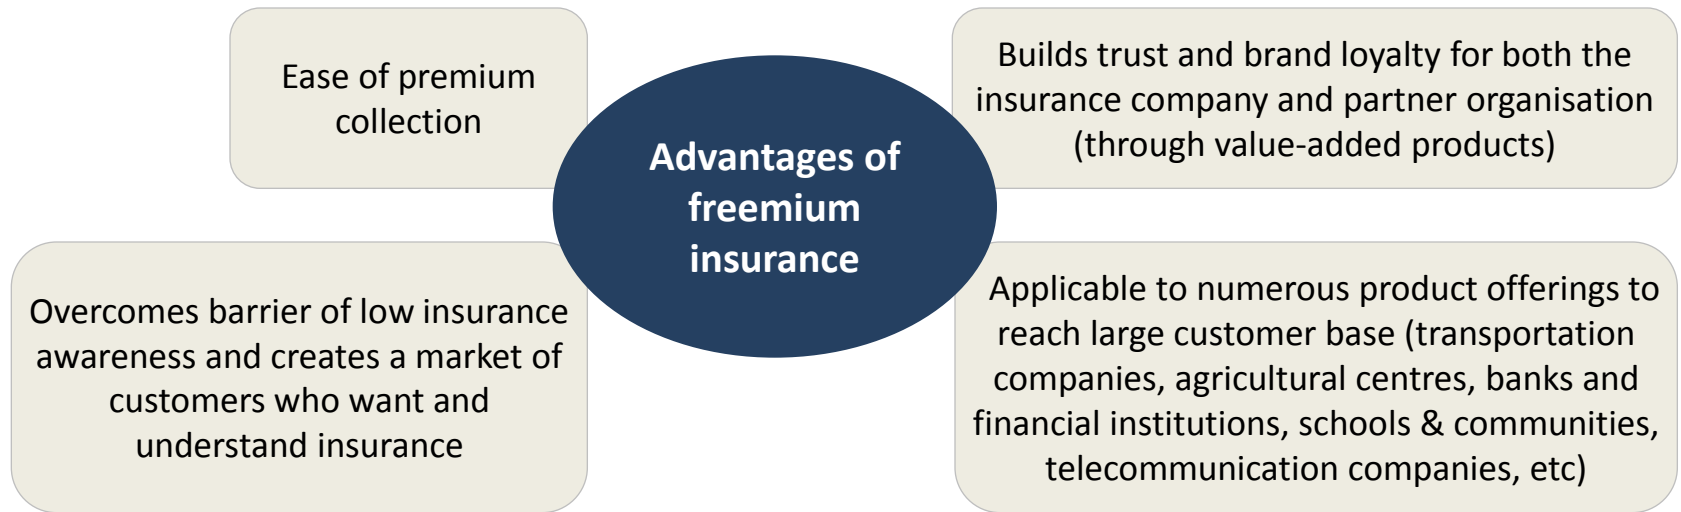 Ease of premium
collection
Advantages of
freemium
insurance
Builds trust and brand loyalty for both the
insurance company and partner organisation
(through value-added products)
Overcomes barrier of low insurance
awareness and creates a market of
customers who want and
understand insurance
Applicable to numerous product offerings to
reach large customer base (transportation
companies, agricultural centres, banks and
financial institutions, schools & communities,
telecommunication companies, etc)